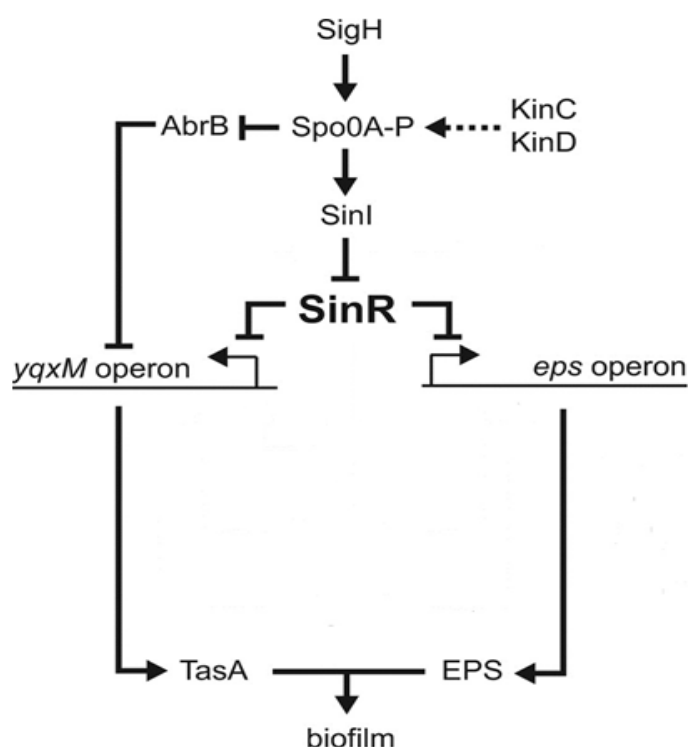 SigH
AbrB
Spo0A-P
KinC
KinD
SinI
SinR
yqxM operon
eps operon
TasA
EPS
biofilm